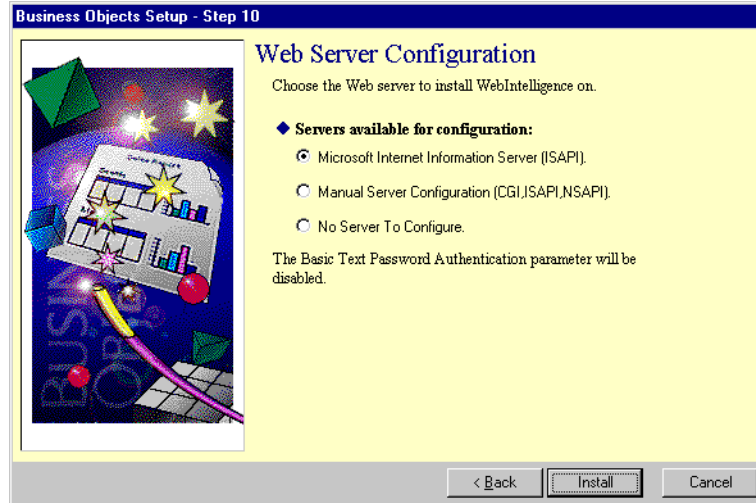 Business Objects Setup - Step 10
Web Server Configuration
Choose the Web server to install WebIntelligence on.
Servers available for configuration:
Microsoft Internet Information Server (ISAPI).
Manual Server Configuration (CGI,ISAPI,NSAPI).
No Server To Configure.
The Basic Text Password Authentication parameter will be
disabled.
< Back
Install
Cancel